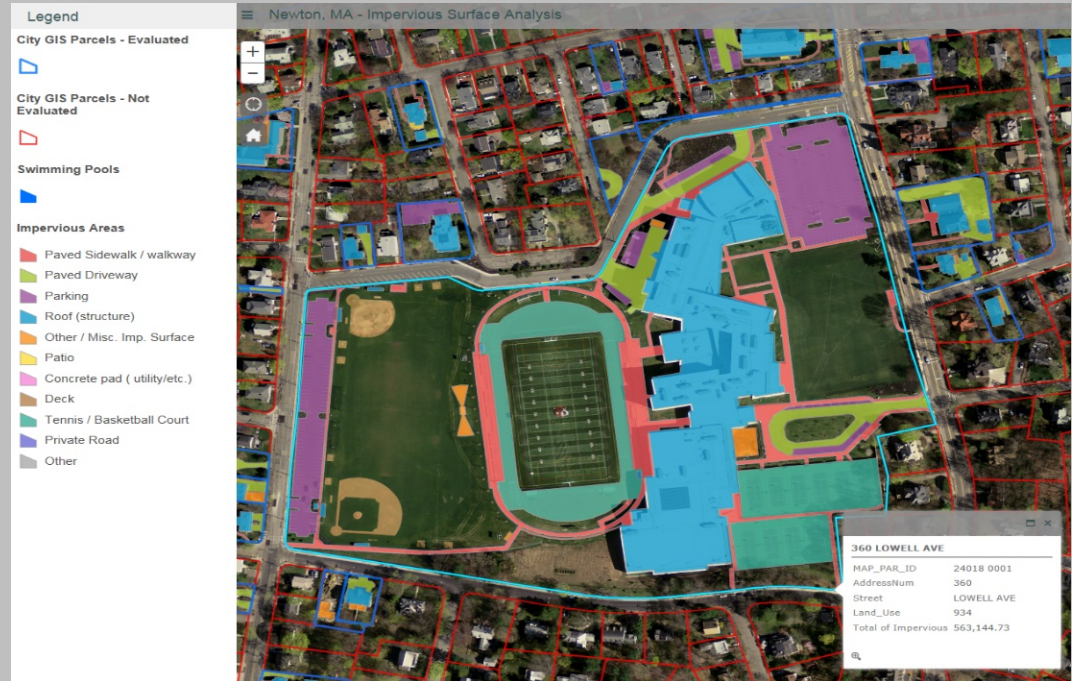 Legend
City GIS Parcels - Evaluated
City GIS Parcels - Not
Evaluated
Swimming Pools
Impervious Areas
Paved Sidewalk / walkway
Paved Driveway
Parking
Roof (structure)
Other / Misc. Imp. Surface
Patio
Concrete pad ( utility/etc.)
Deck
Tennis / Basketball Court
Private Road
Other
Newton, MA - Impervious Surface Analysis
+
−
360 LOWELL AVE
MAP_PAR_ID 24018 0001
AddressNum 360
Street LOWELL AVE
Land_Use 934
Total of Impervious 563,144.73